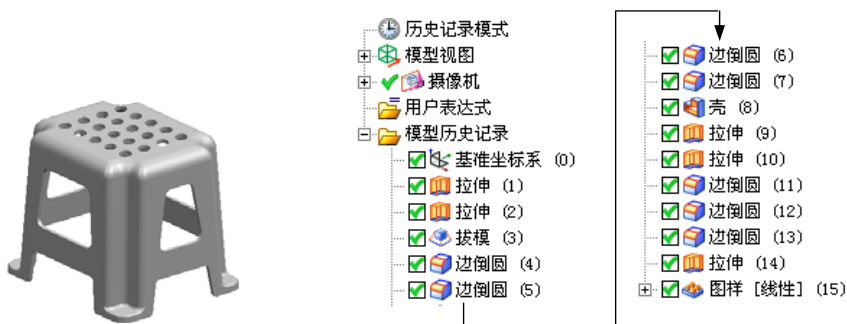 历史记录模式
模型视图
摄像机
用户表达式
模型历史记录
基准坐标系 (0)
拉伸 (1)
拉伸 (2)
拔模 (3)
边倒圆 (4)
边倒圆 (5)
边倒圆 (6)
边倒圆 (7)
壳 (8)
拉伸 (9)
拉伸 (10)
边倒圆 (11)
边倒圆 (12)
边倒圆 (13)
拉伸 (14)
图样 [线性] (15)